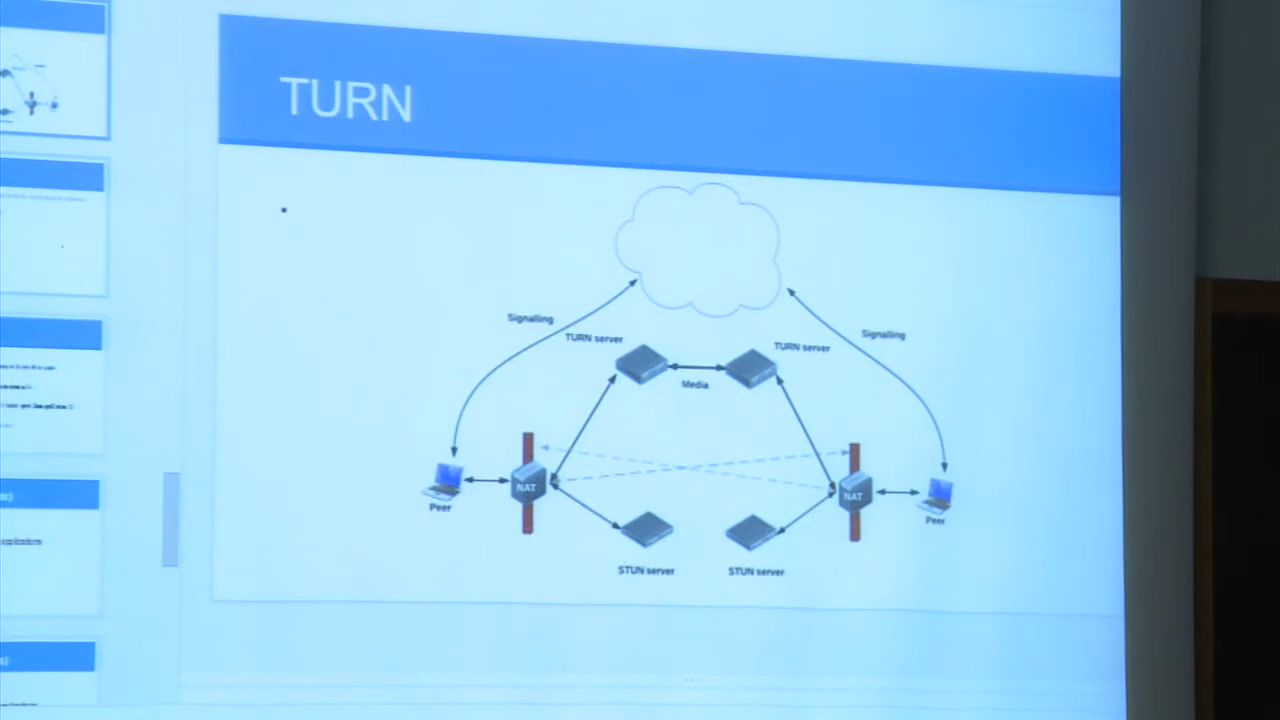 TURN
Signalling
TURN server
TURN server
Signalling
Media
NAT
NAT
Peer
Peer
STUN server
STUN server